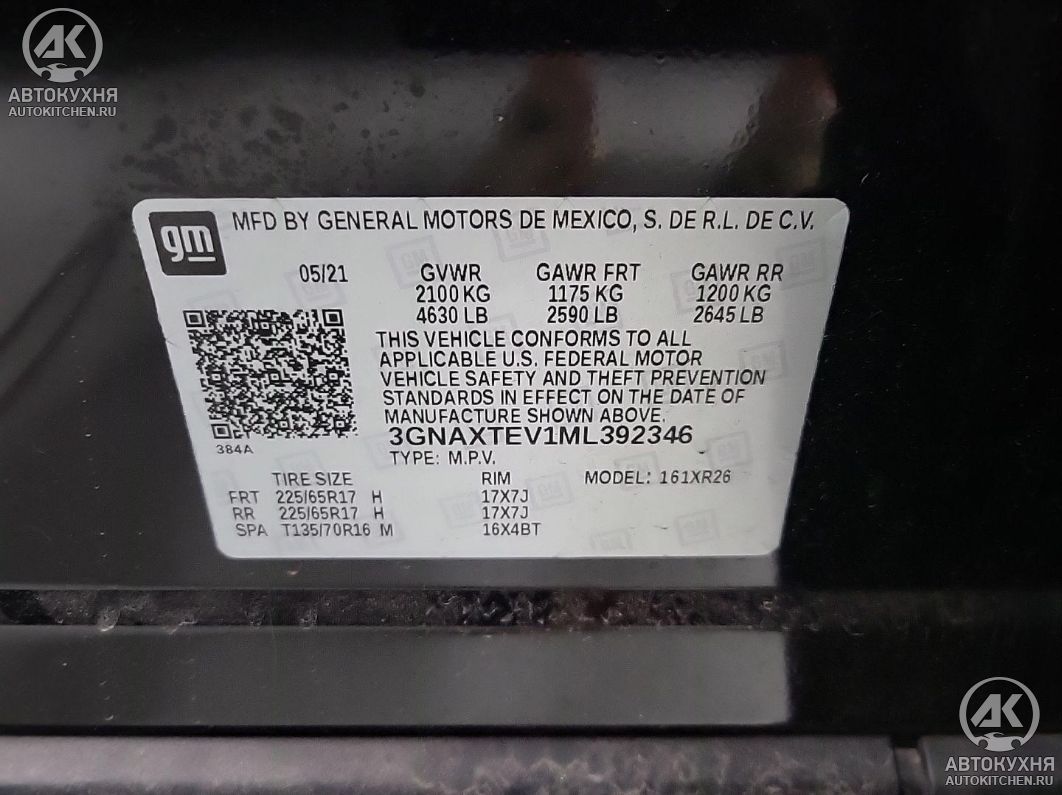 АВТОКУХНЯ
AUTOKITCHEN.RU
gm MFD BY GENERAL MOTORS DE MEXICO, S. DE R.L. DE C.V.
05/21 GVWR GAWR FRT GAWR RR
2100 KG 1175 KG 1200 KG
4630 LB 2590 LB 2645 LB
THIS VEHICLE CONFORMS TO ALL
APPLICABLE U.S. FEDERAL MOTOR
VEHICLE SAFETY AND THEFT PREVENTION
STANDARDS IN EFFECT ON THE DATE OF
MANUFACTURE SHOWN ABOVE.
3GNAXTEV1ML392346
384A
TYPE: M.P.V.
TIRE SIZE RIM MODEL: 161XR26
FRT 225/65R17 H 17X7J
RR 225/65R17 H 17X7J
SPA T135/70R16 M 16X4BT
АВТОКУХНЯ
AUTOKITCHEN.RU